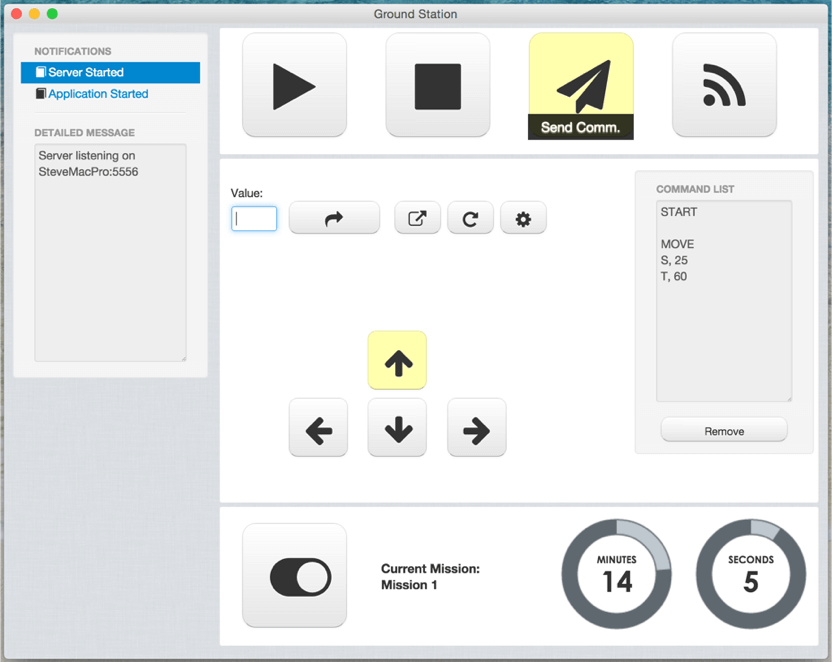 Ground Station
NOTIFICATIONS
Server Started
Application Started
DETAILED MESSAGE
Server listening on
SteveMacPro:5556
Send Comm.
Value:
COMMAND LIST
START
MOVE
S, 25
T, 60
Remove
Current Mission:
Mission 1
MINUTES
14
SECONDS
5